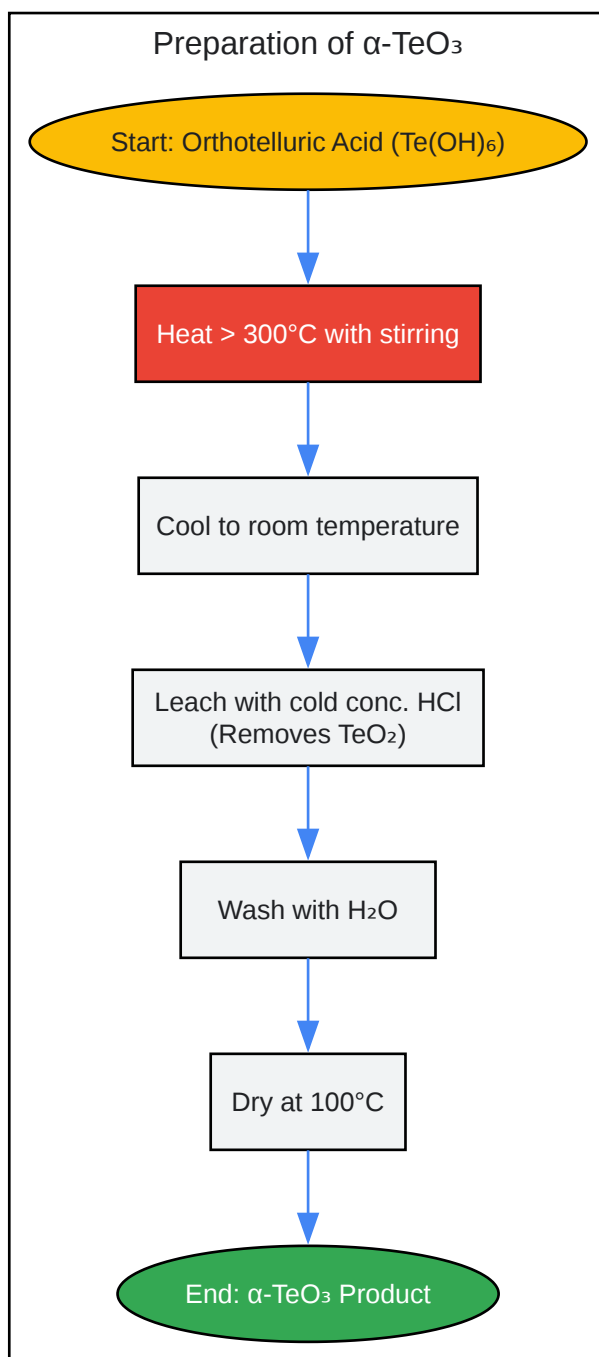 Preparation of α-TeO₃
Start: Orthotelluric Acid (Te(OH)₆)
Heat > 300°C with stirring
Cool to room temperature
Leach with cold conc. HCl
(Removes TeO₂)
Wash with H₂O
Dry at 100°C
End: α-TeO₃ Product